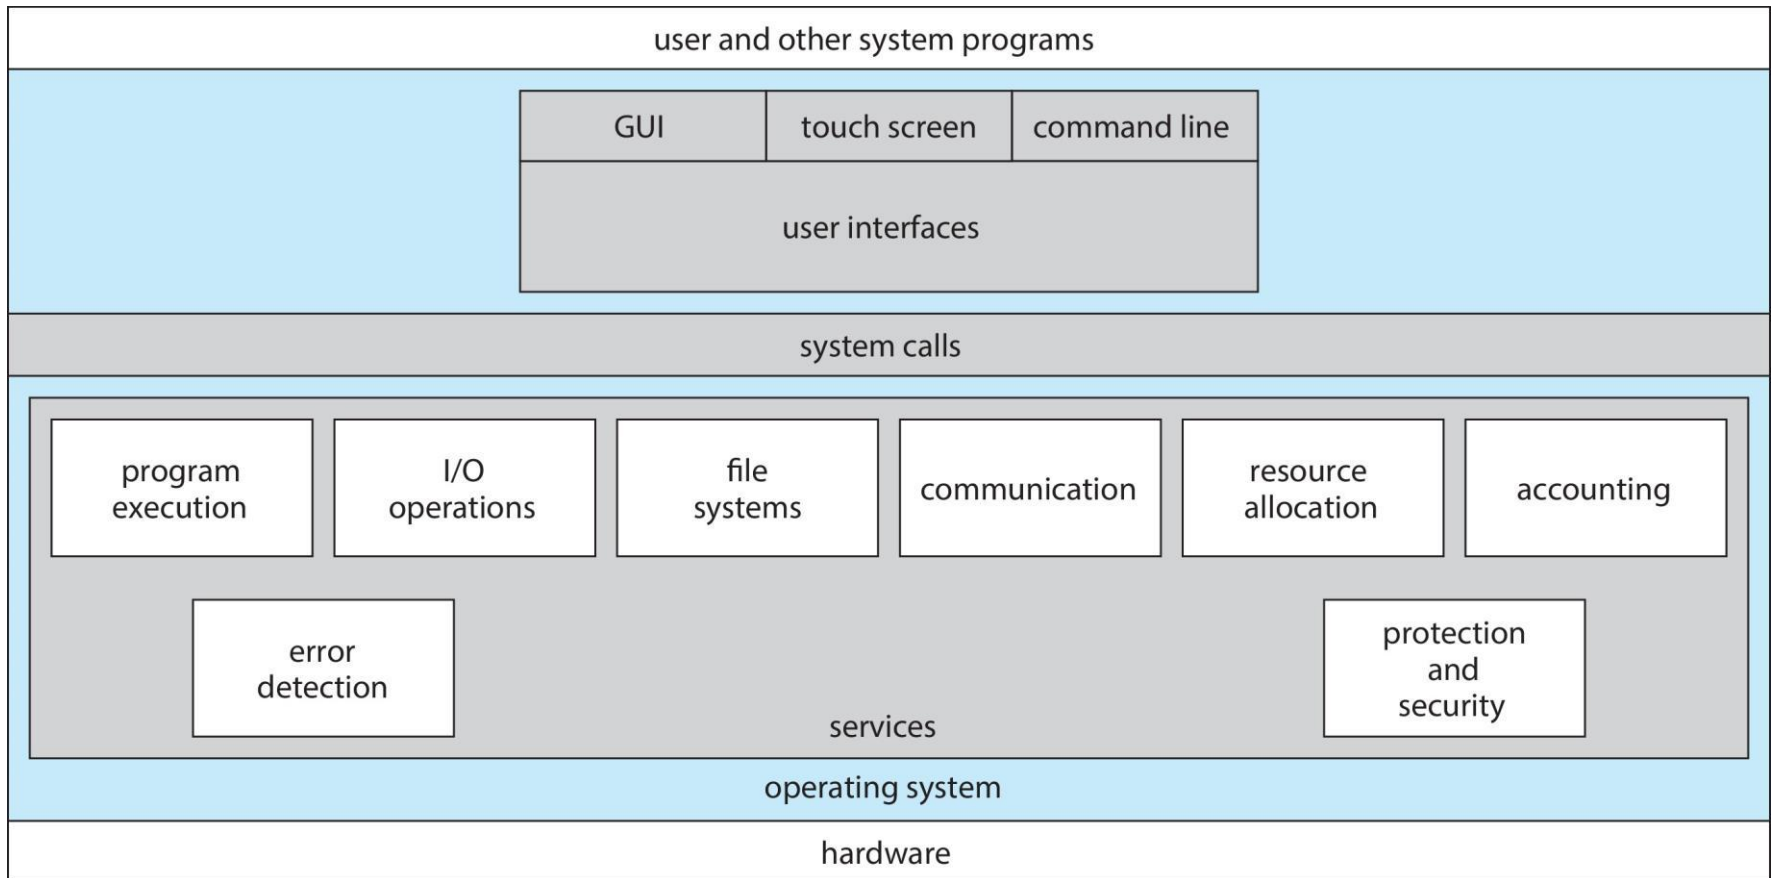 user and other system programs
GUI
touch screen
command line
user interfaces
system calls
program
execution
I/O
operations
file
systems
communication
resource
allocation
accounting
error
detection
protection
and
security
services
operating system
hardware